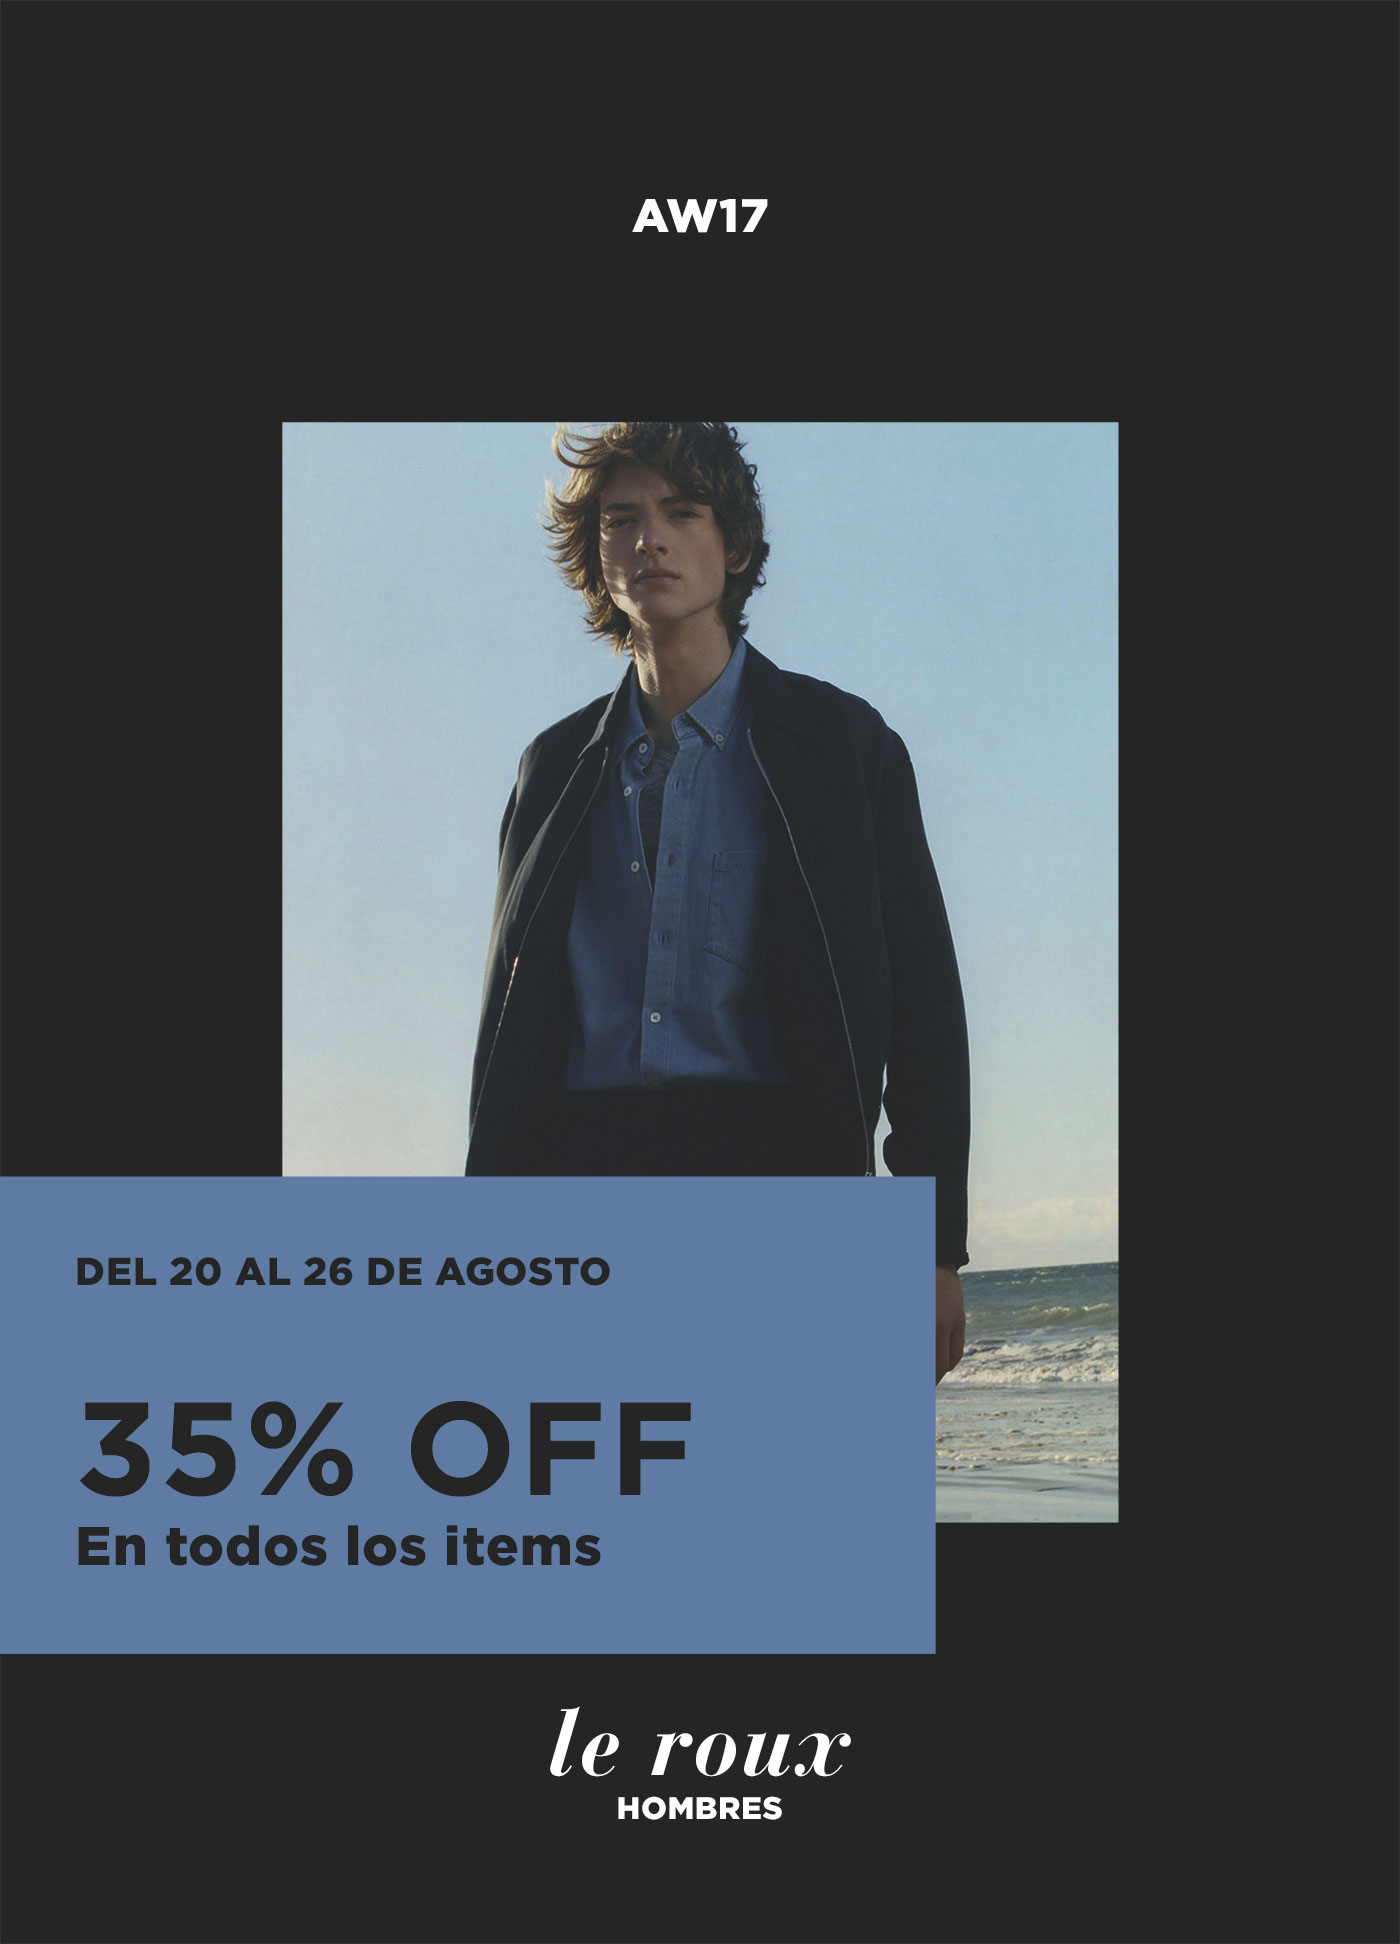 AW17
DEL 20 AL 26 DE AGOSTO
35% OFF
En todos los items
le roux
HOMBRES